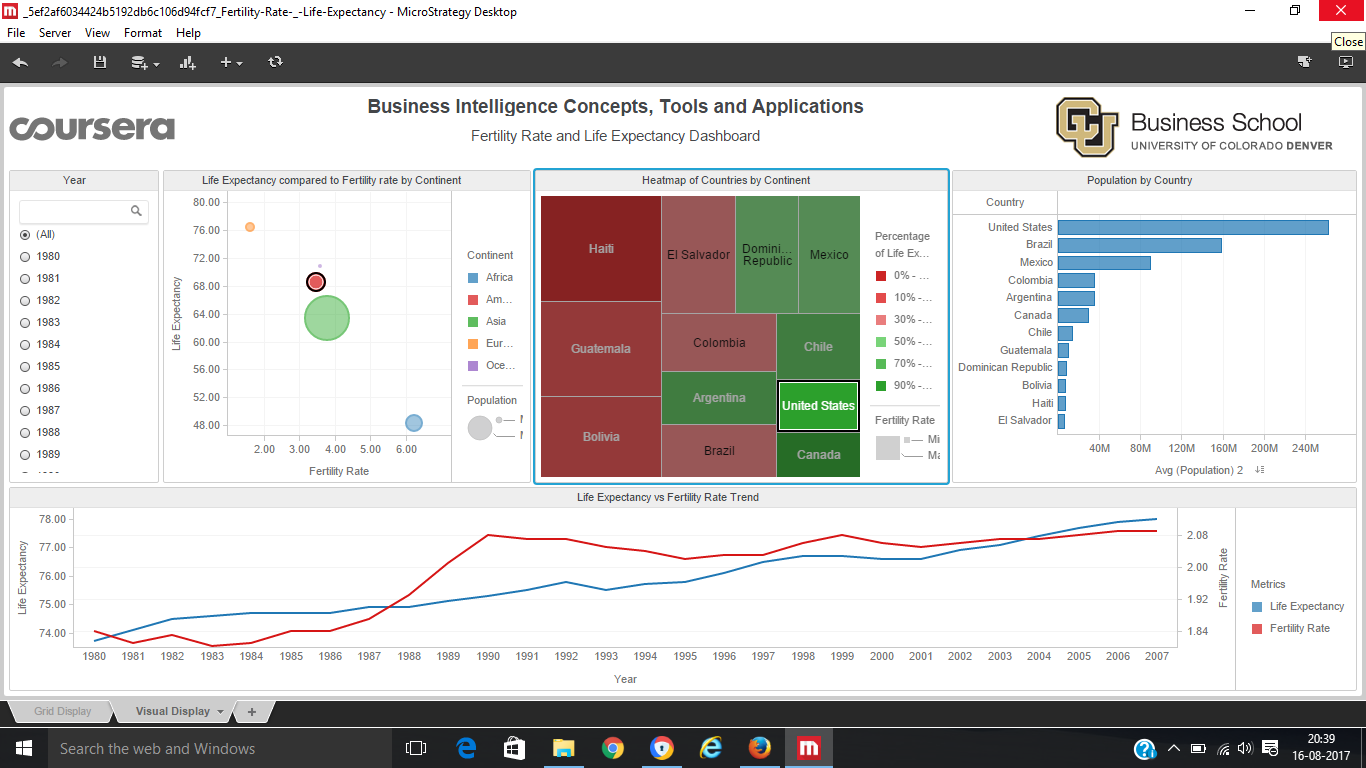 _5ef2af6034424b5192db6c106d94fcf7_Fertility-Rate-_-Life-Expectancy - MicroStrategy Desktop
File Server View Format Help
Close
Business Intelligence Concepts, Tools and Applications
Fertility Rate and Life Expectancy Dashboard
coursera
CU
Business School
UNIVERSITY OF COLORADO DENVER
Year
(All)
1980
1981
1982
1983
1984
1985
1986
1987
1988
1989
Life Expectancy compared to Fertility rate by Continent
Life Expectancy
80.00
76.00
72.00
68.00
64.00
60.00
56.00
52.00
48.00
2.00 3.00 4.00 5.00 6.00
Fertility Rate
Continent
Africa
Am...
Asia
Eur...
Oce...
Population
Heatmap of Countries by Continent
Haiti
El Salvador
Domini...
Republic
Mexico
Guatemala
Colombia
Chile
Argentina
United States
Bolivia
Brazil
Canada
Percentage
of Life Ex...
0% - ...
10% -...
30% -...
50% -...
70% -...
90% -...
Fertility Rate
Mi
Ma
Population by Country
Country
United States
Brazil
Mexico
Colombia
Argentina
Canada
Chile
Guatemala
Dominican Republic
Bolivia
Haiti
El Salvador
40M 80M 120M 160M 200M 240M
Avg (Population) 2
Life Expectancy vs Fertility Rate Trend
Life Expectancy
78.00
77.00
76.00
75.00
74.00
1980 1981 1982 1983 1984 1985 1986 1987 1988 1989 1990 1991 1992 1993 1994 1995 1996 1997 1998 1999 2000 2001 2002 2003 2004 2005 2006 2007
Year
2.08
2.00
1.92
1.84
Fertility Rate
Metrics
Life Expectancy
Fertility Rate
Grid Display
Visual Display
Search the web and Windows
20:39
16-08-2017